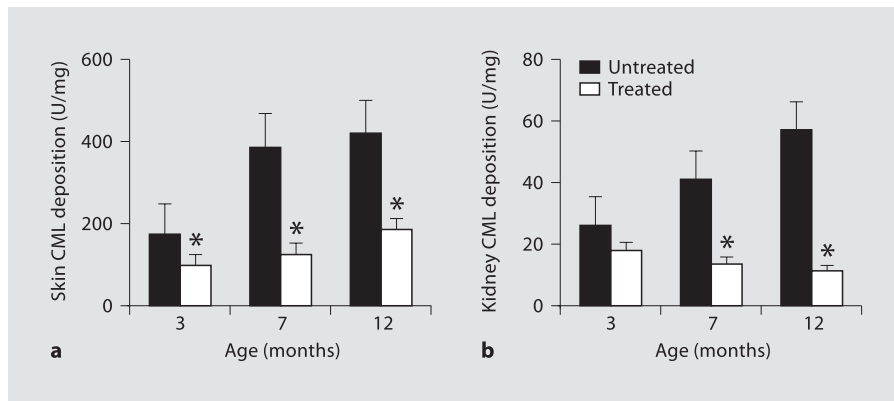 Skin CML deposition (U/mg)
600
400
200
0
*
*
*
3
7
12
Age (months)
a
Kidney CML deposition (U/mg)
80
60
40
20
0
Untreated
Treated
*
*
3
7
12
Age (months)
b